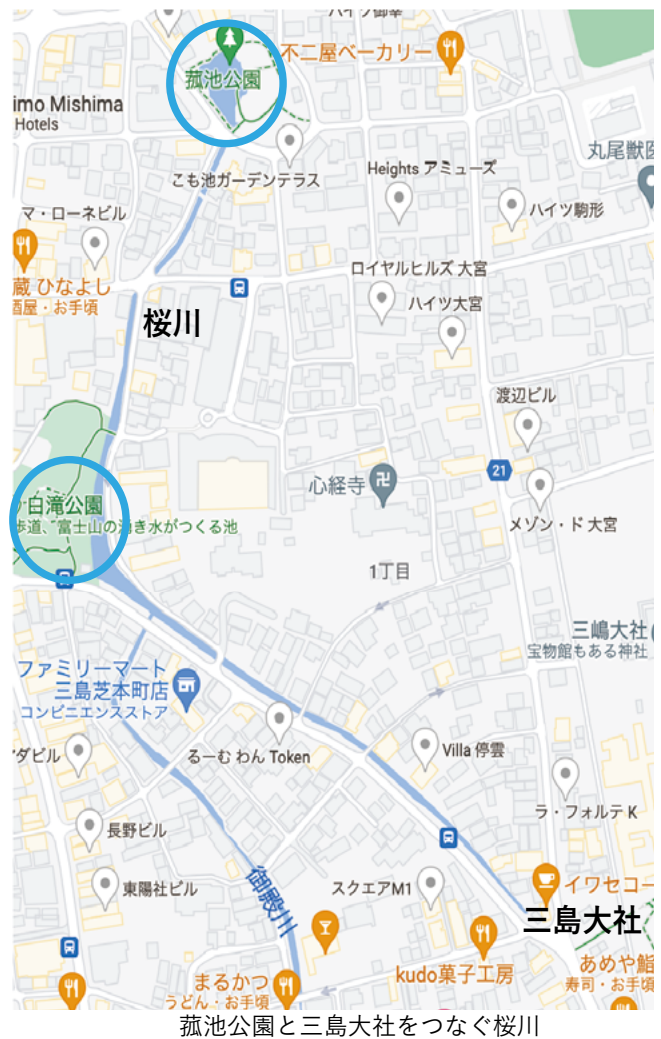 ハイツ御幸
不二屋ベーカリー
菰池公園
imo Mishima
Hotels
丸尾獣医
こも池ガーデンテラス
Heights アミューズ
マ・ローネビル
ハイツ駒形
蔵 ひなよし
酒屋・お手頃
ロイヤルヒルズ 大宮
ハイツ大宮
桜川
渡辺ビル
21
心経寺
白滝公園
歩道、"富士山の湧き水がつくる池
メゾン・ド 大宮
1丁目
三嶋大社
宝物館もある神社
ファミリーマート
三島芝本町店
コンビニエンスストア
ダビル
るーむ わん Token
Villa 停雲
ラ・フォルテ K
長野ビル
御殿川
東陽社ビル
スクエアM1
イワセコー
三島大社
まるかつ
うどん・お手頃
kudo菓子工房
あめや鮨
寿司・お手頃
菰池公園と三島大社をつなぐ桜川